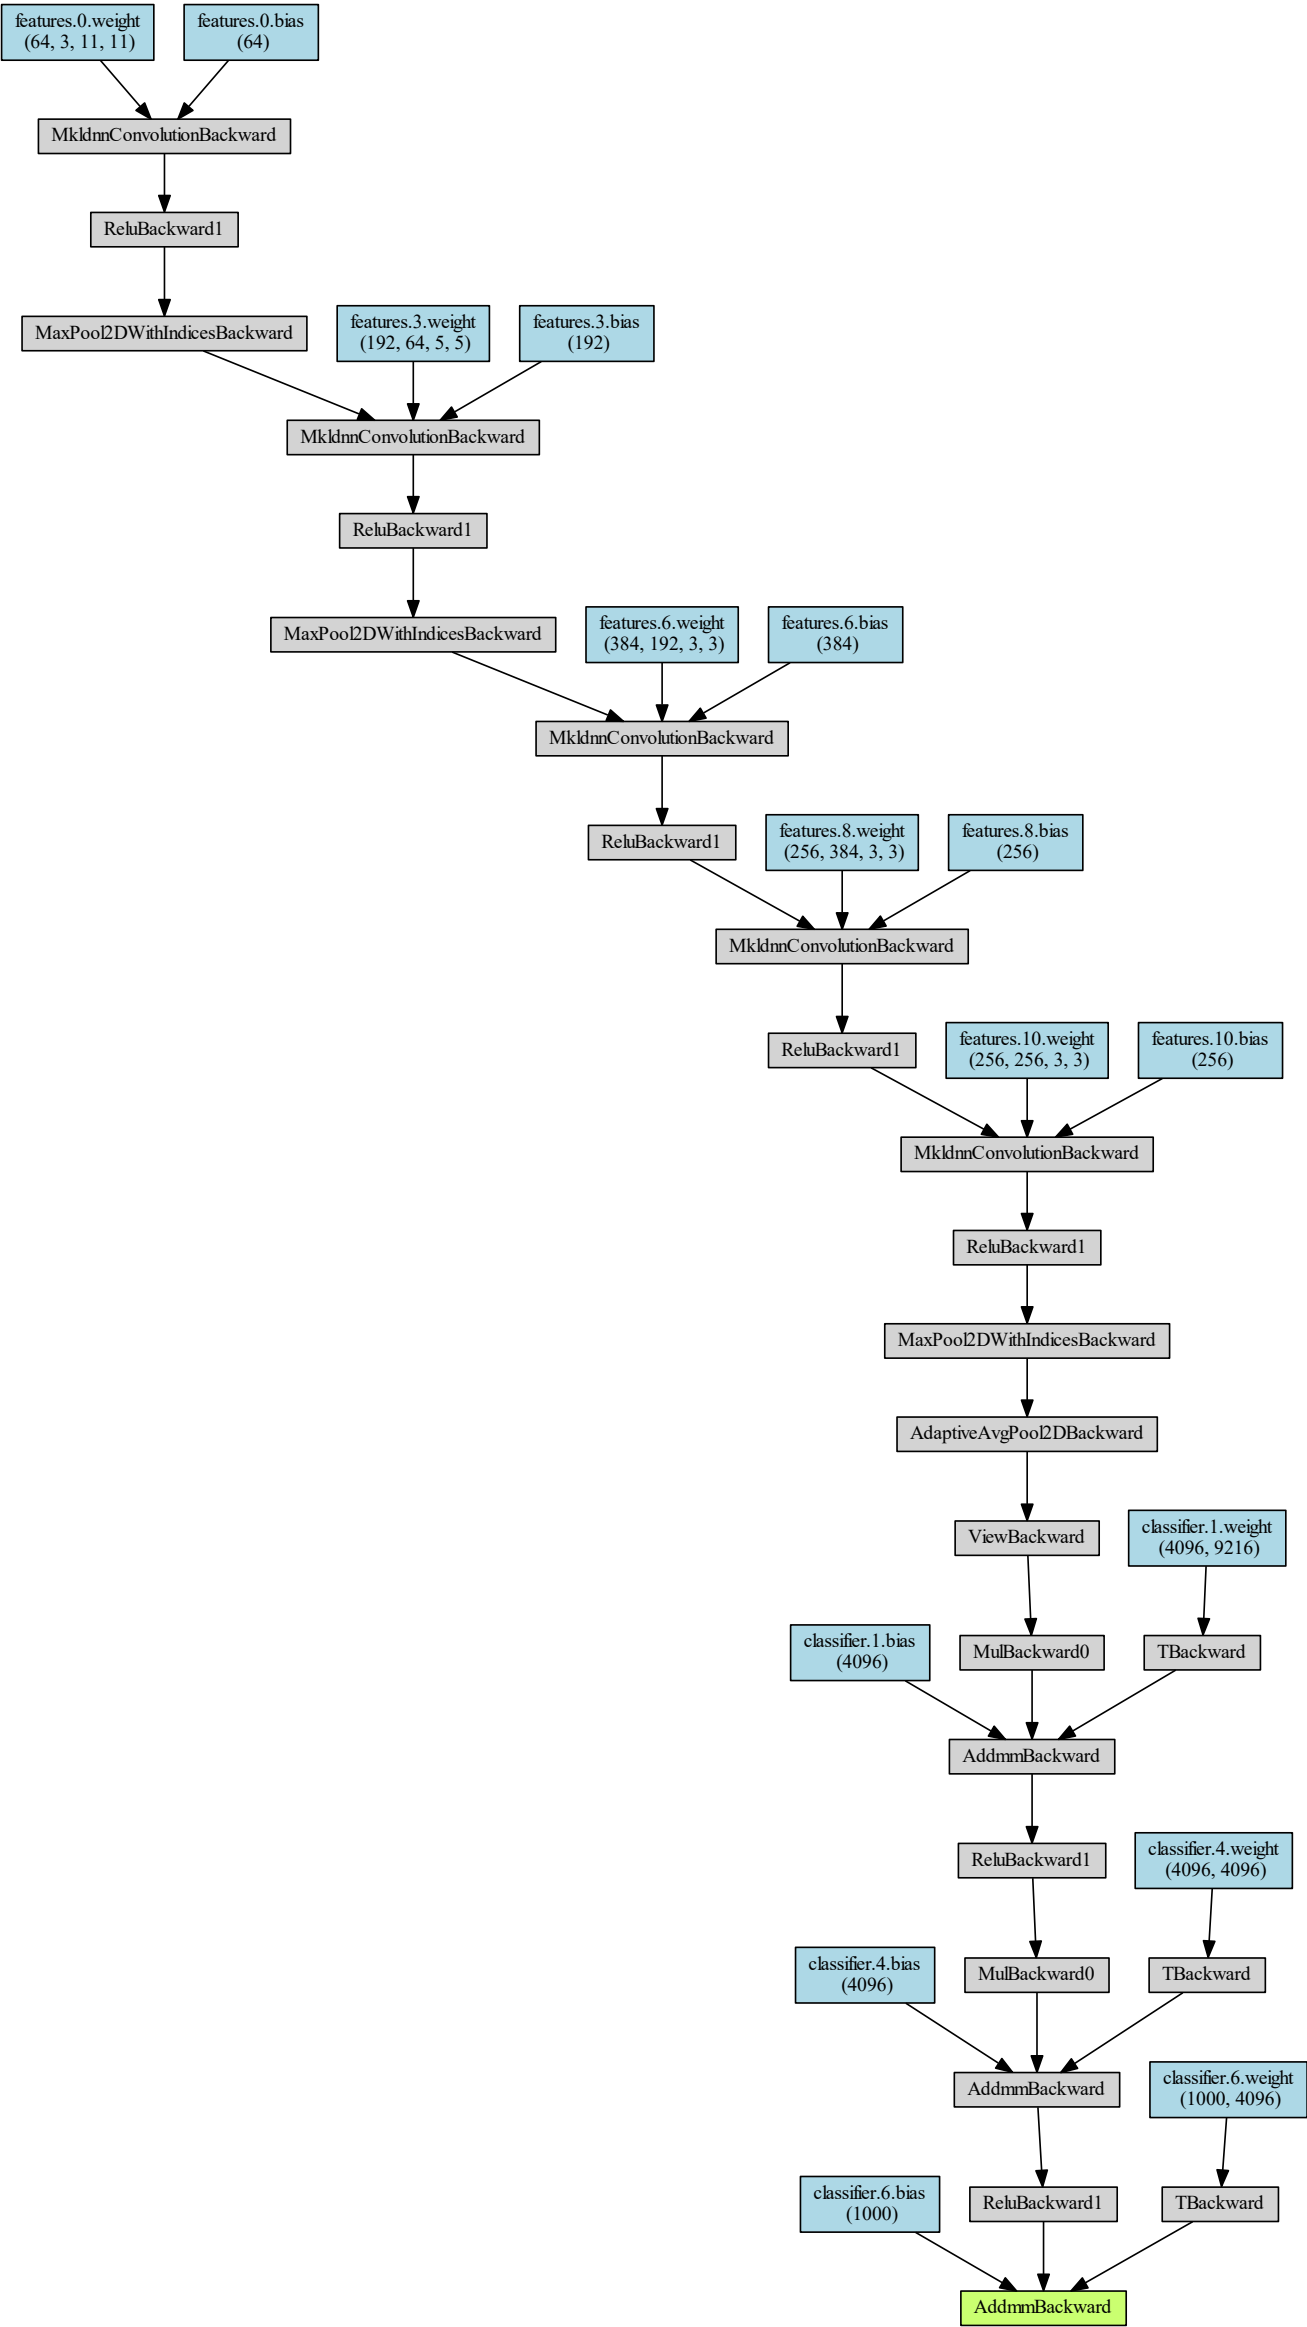 features.0.weight
(64, 3, 11, 11)
features.0.bias
(64)
MkldnnConvolutionBackward
ReluBackward1
MaxPool2DWithIndicesBackward
features.3.weight
(192, 64, 5, 5)
features.3.bias
(192)
MkldnnConvolutionBackward
ReluBackward1
MaxPool2DWithIndicesBackward
features.6.weight
(384, 192, 3, 3)
features.6.bias
(384)
MkldnnConvolutionBackward
ReluBackward1
features.8.weight
(256, 384, 3, 3)
features.8.bias
(256)
MkldnnConvolutionBackward
ReluBackward1
features.10.weight
(256, 256, 3, 3)
features.10.bias
(256)
MkldnnConvolutionBackward
ReluBackward1
MaxPool2DWithIndicesBackward
AdaptiveAvgPool2DBackward
ViewBackward
classifier.1.weight
(4096, 9216)
classifier.1.bias
(4096)
MulBackward0
TBackward
AddmmBackward
ReluBackward1
classifier.4.weight
(4096, 4096)
classifier.4.bias
(4096)
MulBackward0
TBackward
AddmmBackward
classifier.6.weight
(1000, 4096)
classifier.6.bias
(1000)
ReluBackward1
TBackward
AddmmBackward